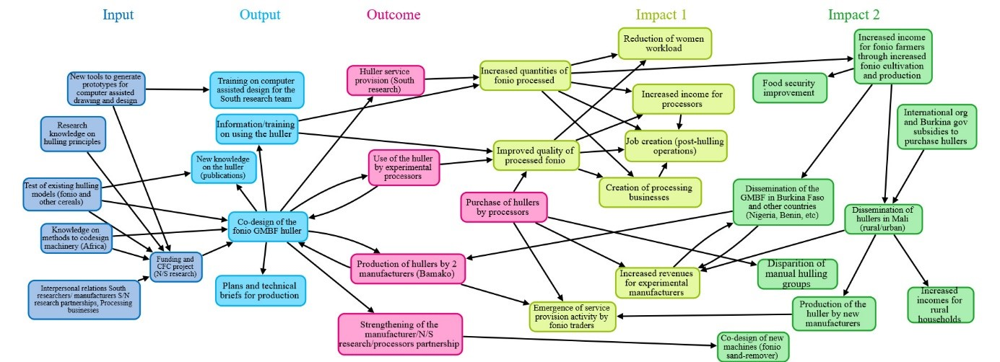 Input
Output
Outcome
Impact 1
Impact 2
New tools to generate
prototypes for
computer assisted
drawing and design
Research
knowledge on
hulling principles
Test of existing hulling
models (fonio and
other cereals)
Knowledge on
methods to codesign
machinery (Africa)
Interpersonal relations South
researchers/ manufacturers S/N
research partnerships, Processing
businesses
Funding and
CFC project
(N/S research)
Training on computer
assisted design for the
South research team
Information/training
on using the huller
New knowledge
on the huller
(publications)
Co-design of the
fonio GMBF huller
Plans and technical
briefs for production
Huller service
provision (South
research)
Use of the huller
by experimental
processors
Purchase of hullers
by processors
Production of hullers by 2
manufacturers (Bamako)
Strengthening of the
manufacturer/N/S
research/processors partnership
Reduction of women
workload
Increased quantities of
fonio processed
Increased income for
processors
Job creation (post-hulling
operations)
Improved quality of
processed fonio
Creation of processing
businesses
Increased revenues
for experimental
manufacturers
Emergence of service
provision activity by
fonio traders
Increased income
for fonio farmers
through increased
fonio cultivation
and production
Food security
improvement
International org
and Burkina gov
subsidies to
purchase hullers
Dissemination of the
GMBF in Burkina Faso
and other countries
(Nigeria, Benin, etc)
Dissemination of
hullers in Mali
(rural/urban)
Disparition of
manual hulling
groups
Production of the
huller by new
manufacturers
Increased
incomes for
rural
households
Co-design of new
machines (fonio
sand-remover)